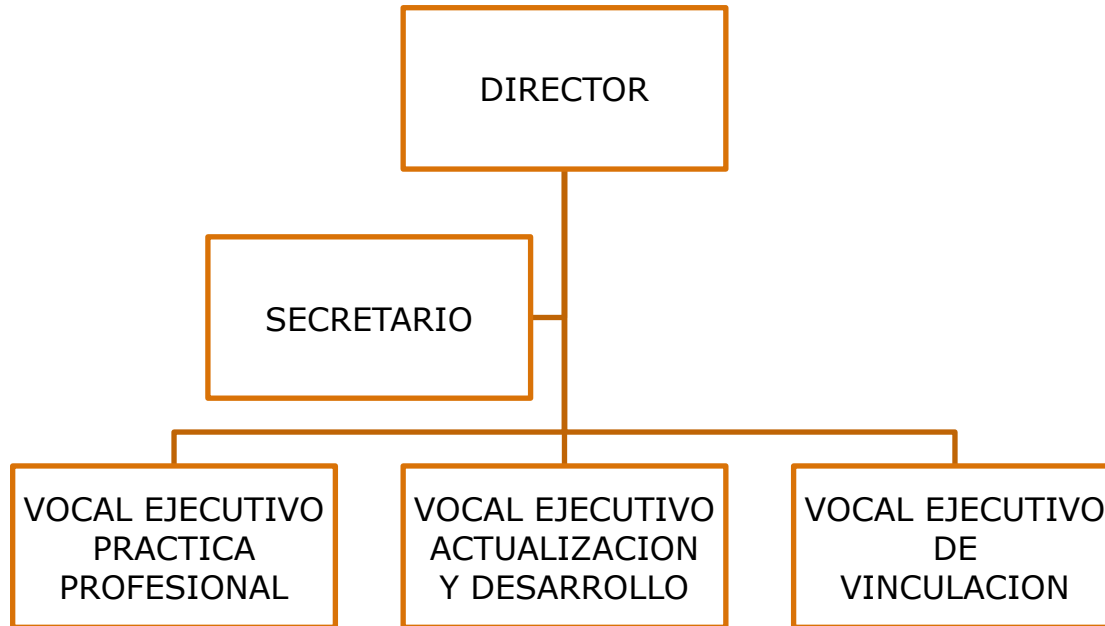 DIRECTOR
SECRETARIO
VOCAL EJECUTIVO
PRACTICA
PROFESIONAL
VOCAL EJECUTIVO
ACTUALIZACION
Y DESARROLLO
VOCAL EJECUTIVO
DE
VINCULACION